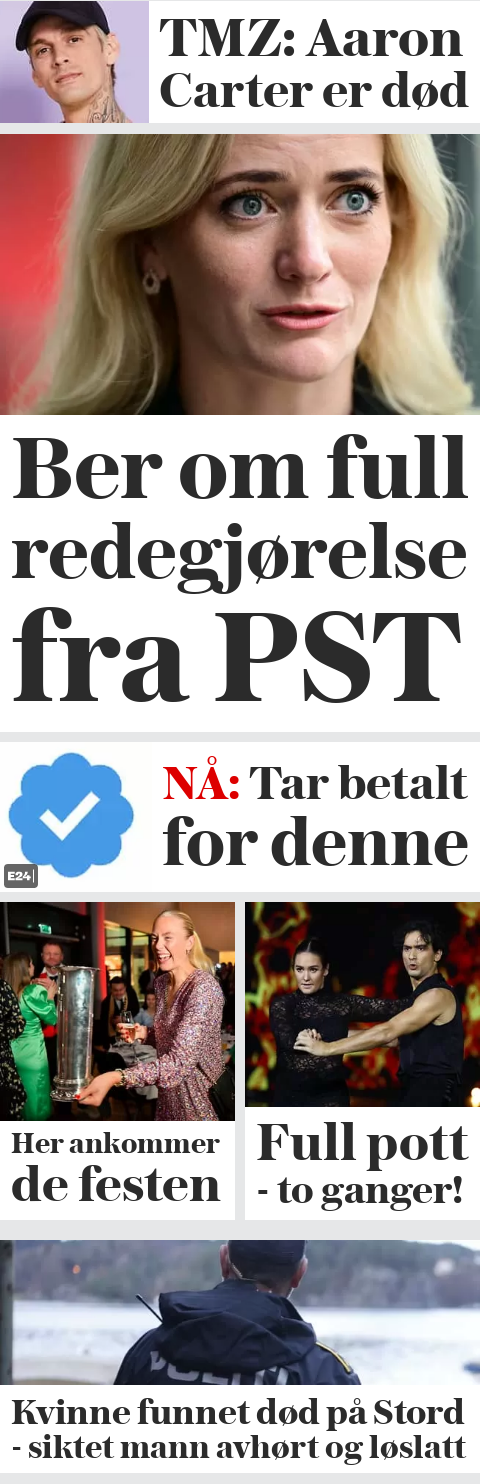 TMZ: Aaron
Carter er død
Ber om full
redegjørelse
fra PST
NÅ: Tar betalt
for denne
E24
Her ankommer
de festen
Full pott
- to ganger!
Kvinne funnet død på Stord
- siktet mann avhørt og løslatt